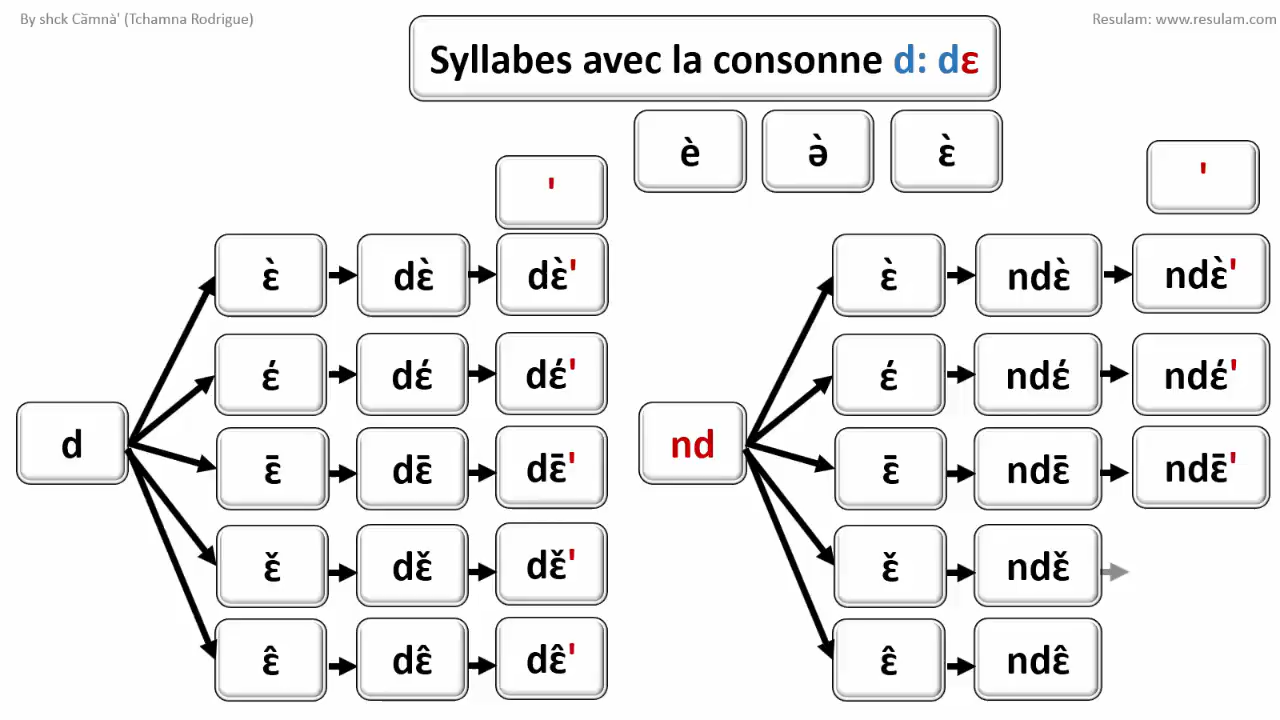 By shck Cǎmnà' (Tchamna Rodrigue)
Resulam: www.resulam.com
Syllabes avec la consonne d: dɛ
è ə̀ ɛ̀
' '
ɛ̀ dɛ̀ dɛ̀' ɛ̀ ndɛ̀ ndɛ̀'
ɛ́ dɛ́ dɛ́' ɛ́ ndɛ́ ndɛ́'
d nd
ɛ̄ dɛ̄ dɛ̄' ɛ̄ ndɛ̄ ndɛ̄'
ɛ̌ dɛ̌ dɛ̌' ɛ̌ ndɛ̌
ɛ̂ dɛ̂ dɛ̂' ɛ̂ ndɛ̂